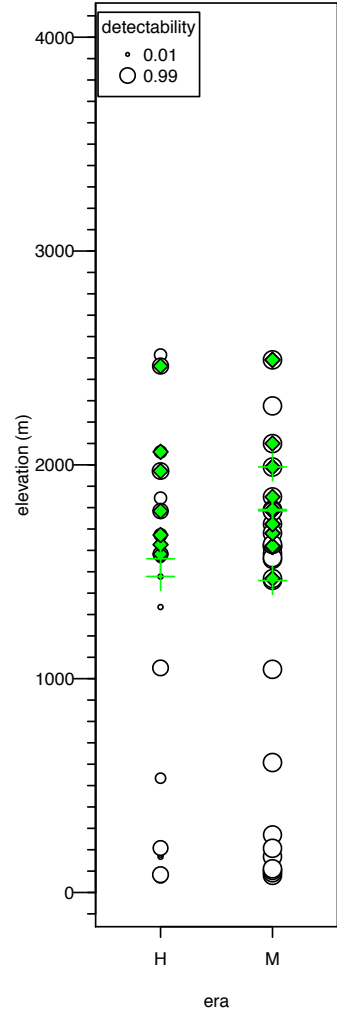 detectability
0.01
0.99
4000
3000
2000
1000
0
elevation (m)
H
M
era